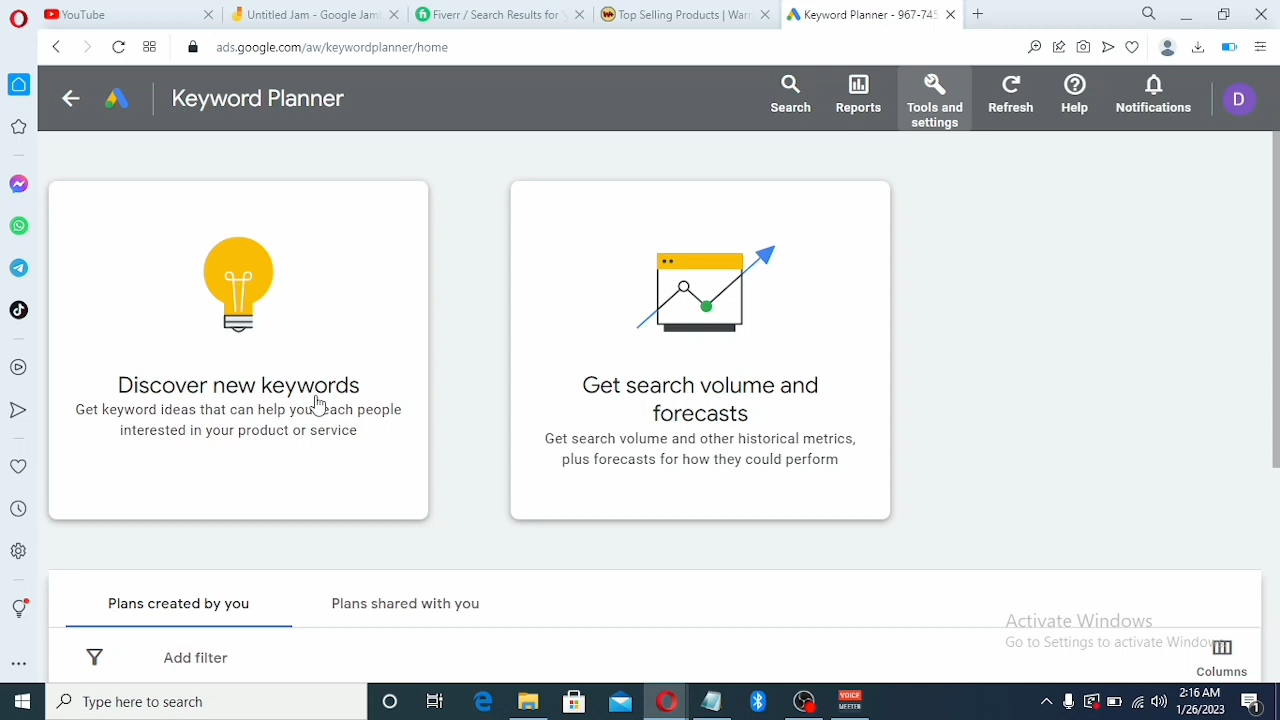 YouTube
Untitled Jam - Google Jam
Fiverr / Search Results for
Top Selling Products | Warr
Keyword Planner - 967-745
ads.google.com/aw/keywordplanner/home
Keyword Planner
Search
Reports
Tools and
settings
Refresh
Help
Notifications
D
Discover new keywords
Get keyword ideas that can help you reach people
interested in your product or service
Get search volume and
forecasts
Get search volume and other historical metrics,
plus forecasts for how they could perform
Plans created by you
Plans shared with you
Activate Windows
Go to Settings to activate Windows
Add filter
Columns
Type here to search
VOICE
MEETER
2:16 AM
1/26/2023
1